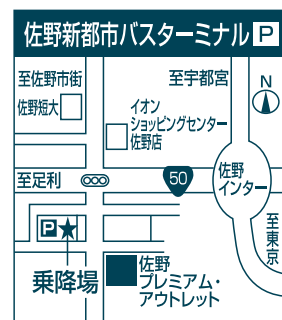 佐野新都市バスターミナル P
至佐野市街
至宇都宮
N
佐野短大
イオン
ショッピングセンター
佐野店
至足利
50
佐野
インター
P★
至東京
乗降場
佐野
プレミアム・
アウトレット